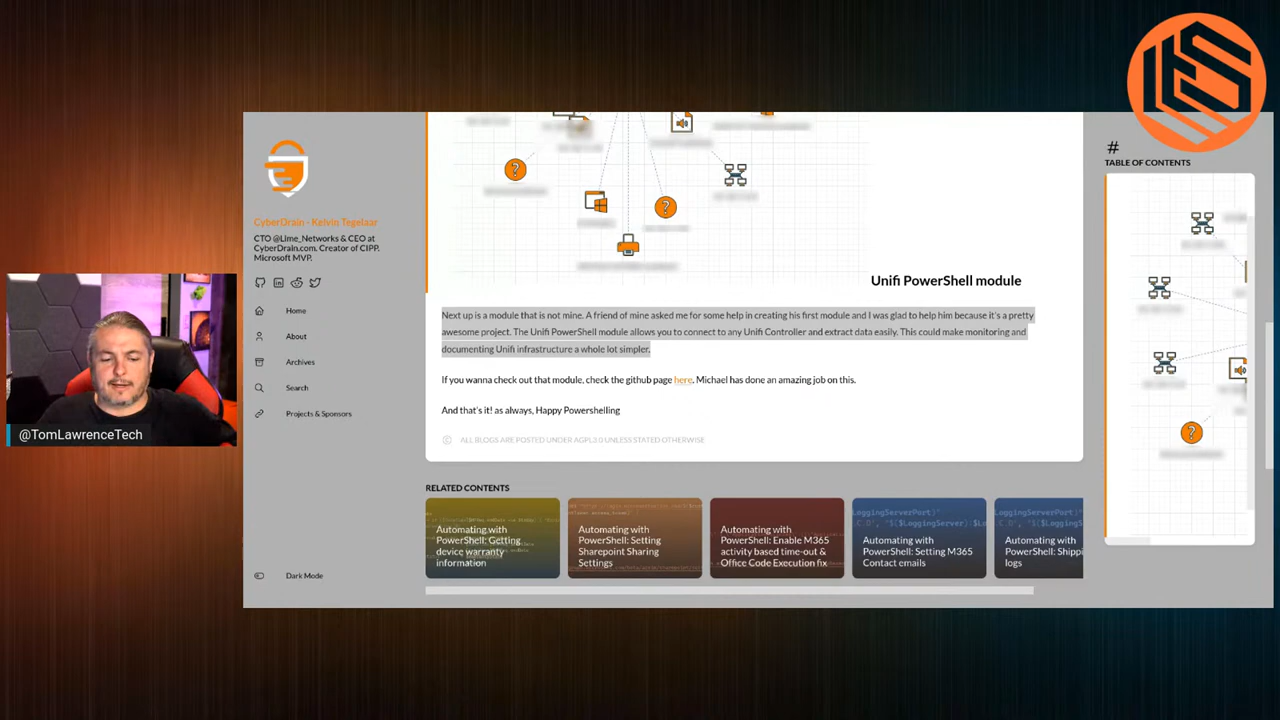 CyberDrain - Kelvin Tegelaar
CTO @Lime_Networks & CEO at
CyberDrain.com. Creator of CIPP.
Microsoft MVP.
Home
About
Archives
Search
Projects & Sponsors
Dark Mode
@TomLawrenceTech
Unifi PowerShell module
Next up is a module that is not mine. A friend of mine asked me for some help in creating his first module and I was glad to help him because it's a pretty
awesome project. The Unifi PowerShell module allows you to connect to any Unifi Controller and extract data easily. This could make monitoring and
documenting Unifi infrastructure a whole lot simpler.
If you wanna check out that module, check the github page here. Michael has done an amazing job on this.
And that's it! as always, Happy Powershelling
ALL BLOGS ARE POSTED UNDER AGPL3.0 UNLESS STATED OTHERWISE
RELATED CONTENTS
Automating with
PowerShell: Getting
device warranty
information
Automating with
PowerShell: Setting
Sharepoint Sharing
Settings
Automating with
PowerShell: Enable M365
activity based time-out &
Office Code Execution fix
LoggingServerPort)"
Automating with
PowerShell: Setting M365
Contact emails
LoggingServerPort)
Automating with
PowerShell: Shippi
logs
#
TABLE OF CONTENTS